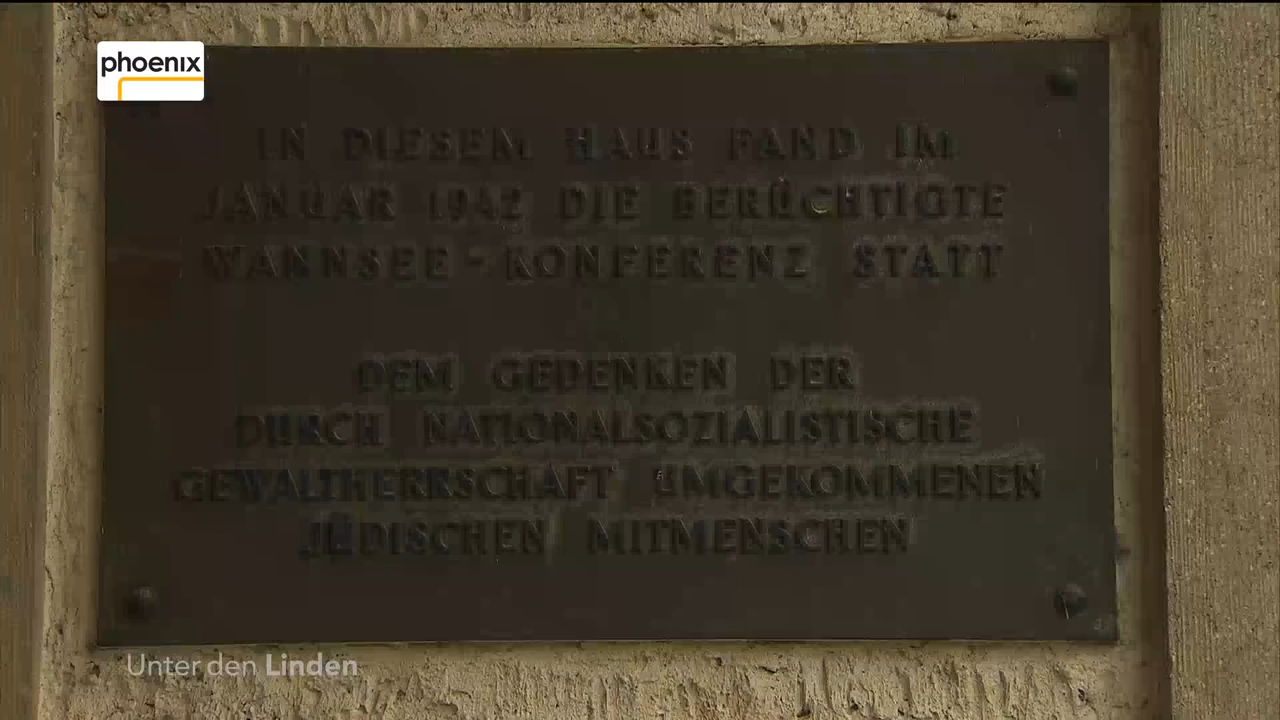 phoenix
IN DIESEM HAUS FAND IM
JANUAR 1942 DIE BERÜCHTIGTE
WANNSEE-KONFERENZ STATT
DEM GEDENKEN DER
DURCH NATIONALSOZIALISTISCHE
GEWALTHERRSCHAFT UMGEKOMMENEN
JÜDISCHEN MITMENSCHEN
Unter den Linden